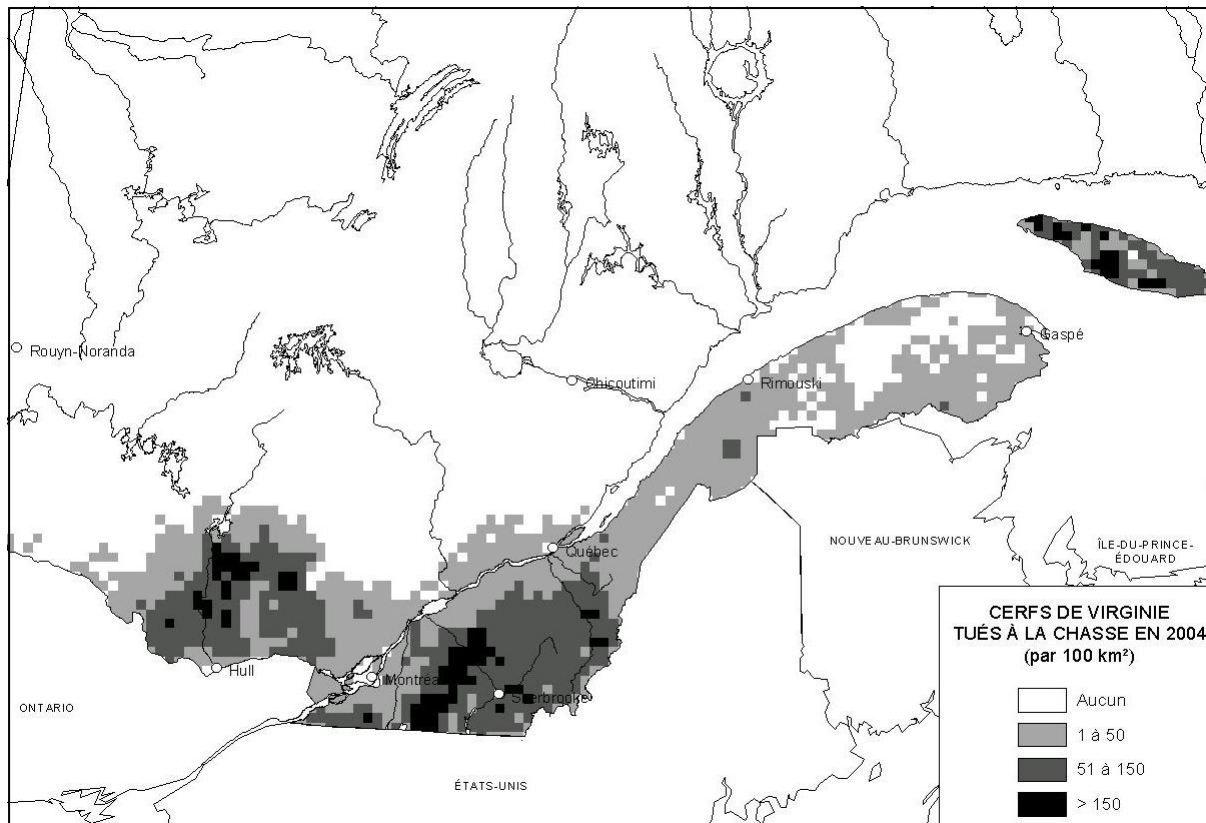 Rouyn-Noranda
Chicoutimi
Rimouski
Gaspé
Québec
NOUVEAU-BRUNSWICK
ÎLE-DU-PRINCE-
ÉDOUARD
Hull
Montréal
Sherbrooke
ONTARIO
ÉTATS-UNIS
CERFS DE VIRGINIE
TUÉS À LA CHASSE EN 2004
(par 100 km²)
Aucun
1 à 50
51 à 150
> 150